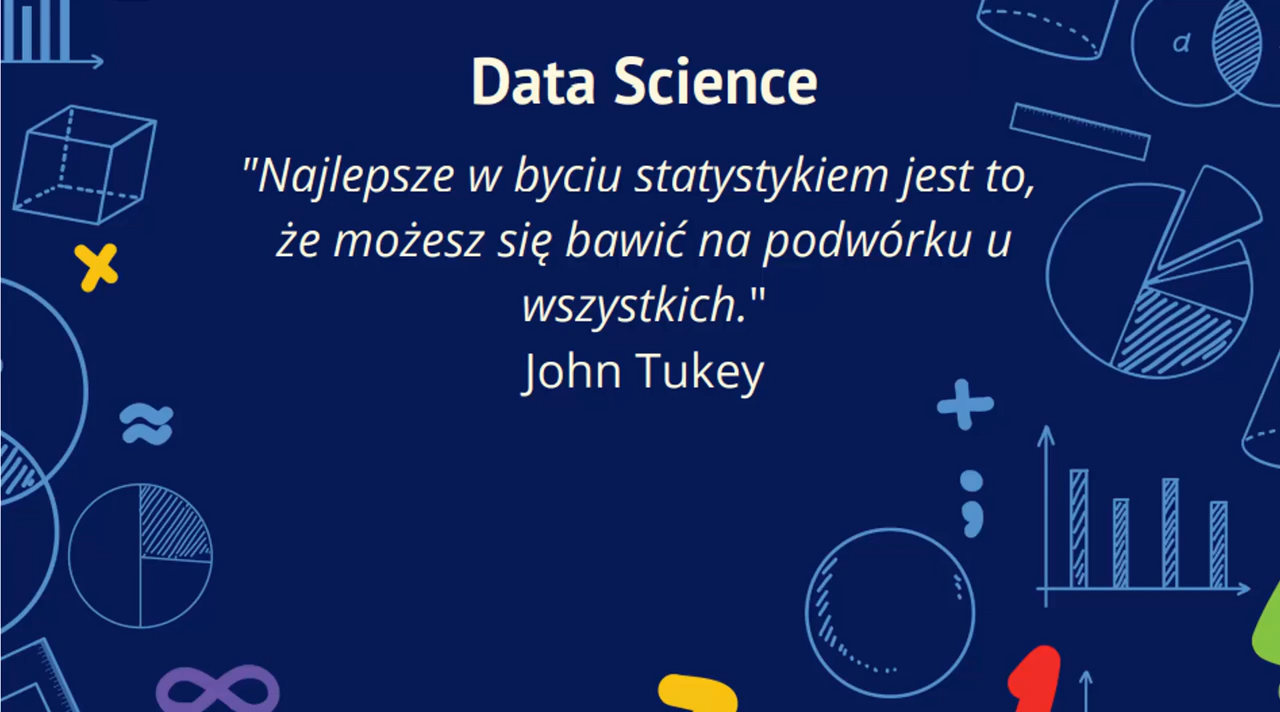 Data Science
"Najlepsze w byciu statystykiem jest to,
że możesz się bawić na podwórku u
wszystkich."
John Tukey
d